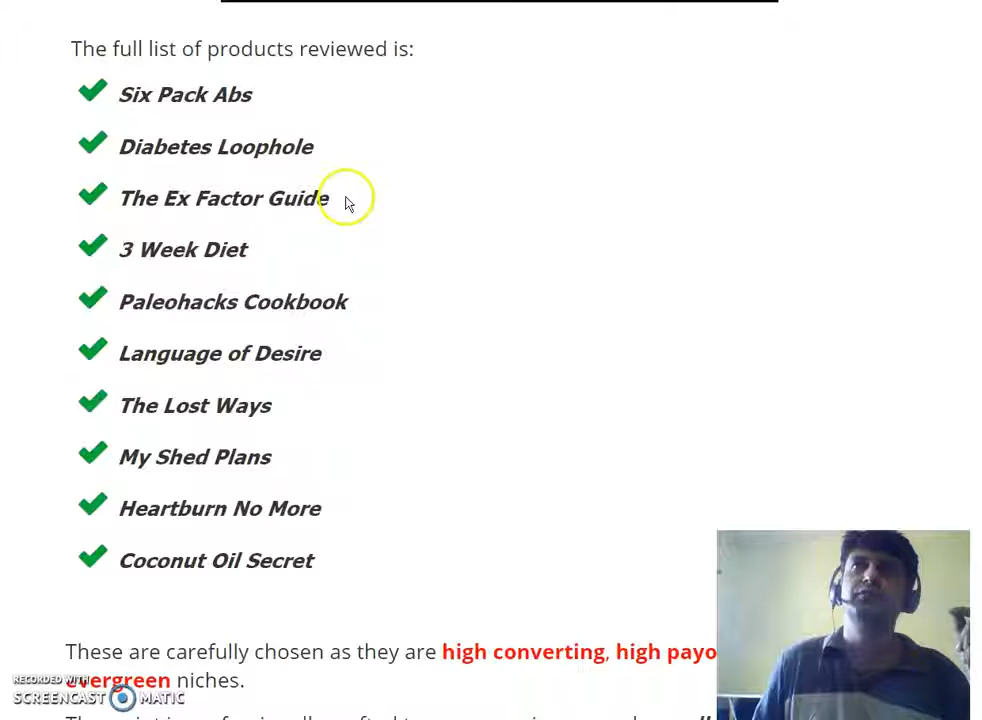 The full list of products reviewed is:
Six Pack Abs
Diabetes Loophole
The Ex Factor Guide
3 Week Diet
Paleohacks Cookbook
Language of Desire
The Lost Ways
My Shed Plans
Heartburn No More
Coconut Oil Secret
These are carefully chosen as they are high converting, high payo
evergreen niches.
RECORDED WITH
SCREENCAST MATIC